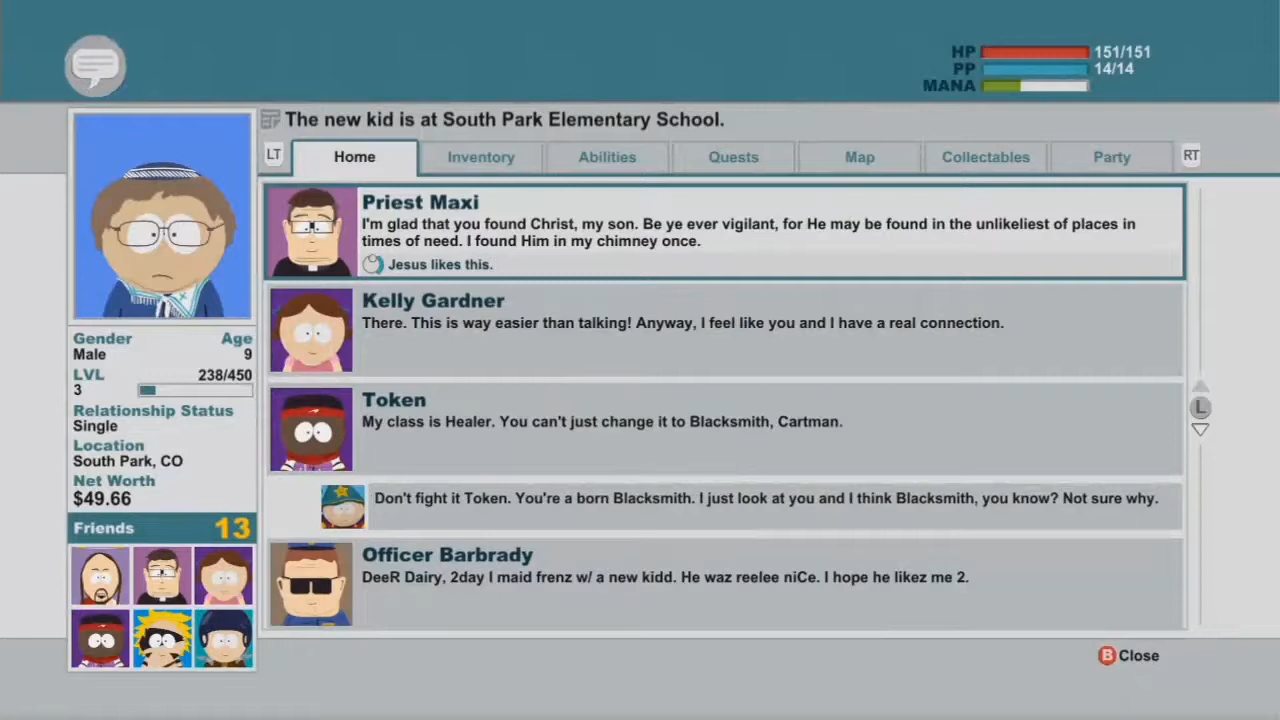 HP 151/151
PP 14/14
MANA
The new kid is at South Park Elementary School.
LT Home Inventory Abilities Quests Map Collectables Party RT
Gender Age
Male 9
LVL 238/450
3
Relationship Status
Single
Location
South Park, CO
Net Worth
$49.66
Friends 13
Priest Maxi
I'm glad that you found Christ, my son. Be ye ever vigilant, for He may be found in the unlikeliest of places in
times of need. I found Him in my chimney once.
Jesus likes this.
Kelly Gardner
There. This is way easier than talking! Anyway, I feel like you and I have a real connection.
Token
My class is Healer. You can't just change it to Blacksmith, Cartman.
Don't fight it Token. You're a born Blacksmith. I just look at you and I think Blacksmith, you know? Not sure why.
Officer Barbrady
DeeR Dairy, 2day I maid frenz w/ a new kidd. He waz reelee niCe. I hope he likez me 2.
L
B Close